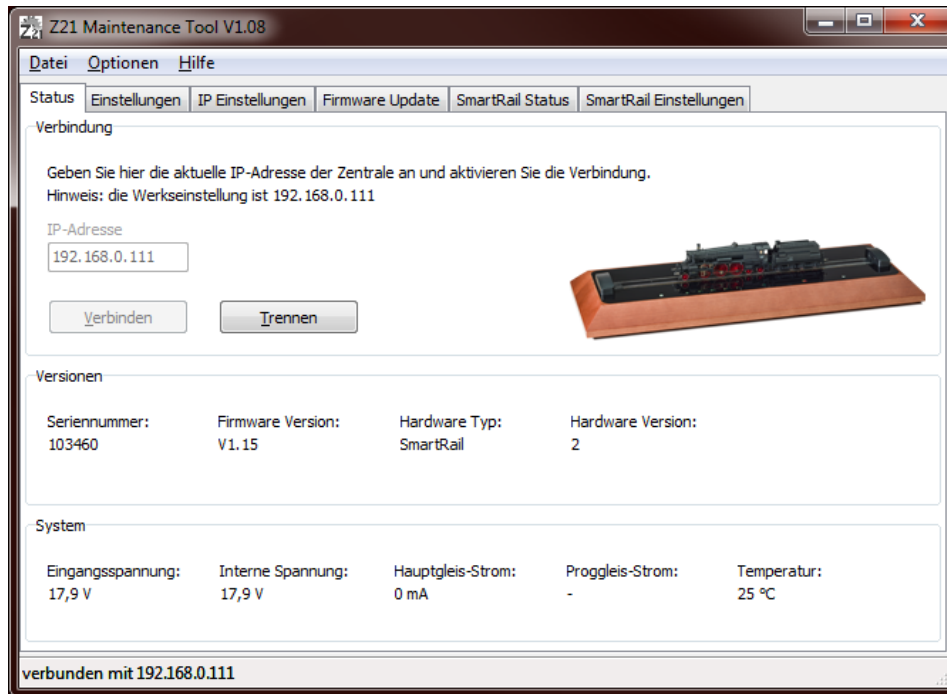 Z21 Maintenance Tool V1.08
Datei Optionen Hilfe
Status Einstellungen IP Einstellungen Firmware Update SmartRail Status SmartRail Einstellungen
Verbindung
Geben Sie hier die aktuelle IP-Adresse der Zentrale an und aktivieren Sie die Verbindung.
Hinweis: die Werkseinstellung ist 192.168.0.111
IP-Adresse
192.168.0.111
Verbinden Trennen
Versionen
Seriennummer: Firmware Version: Hardware Typ: Hardware Version:
103460 V1.15 SmartRail 2
System
Eingangsspannung: Interne Spannung: Hauptgleis-Strom: Proggleis-Strom: Temperatur:
17,9 V 17,9 V 0 mA - 25 °C
verbunden mit 192.168.0.111